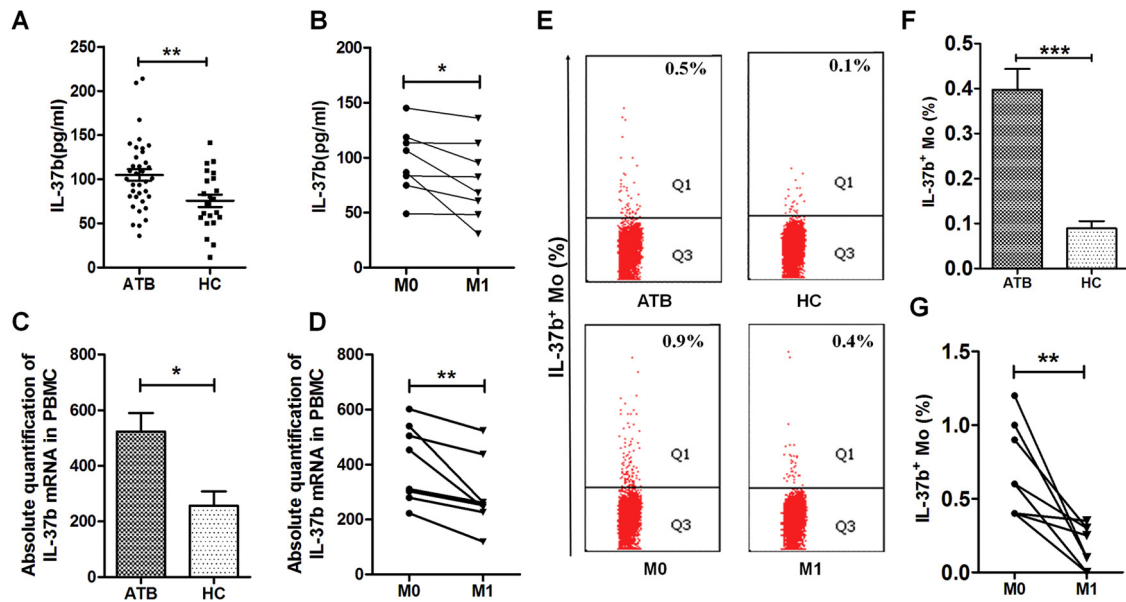 A
**
IL-37b(pg/ml)
250
200
150
100
50
0
ATB
HC
B
*
IL-37b(pg/ml)
200
150
100
50
0
M0
M1
C
*
Absolute quantification of
IL-37b mRNA in PBMC
800
600
400
200
0
ATB
HC
D
**
Absolute quantification of
IL-37b mRNA in PBMC
800
600
400
200
0
M0
M1
E
IL-37b+ Mo (%)
0.5%
Q1
Q3
ATB
0.1%
Q1
Q3
HC
0.9%
Q1
Q3
M0
0.4%
Q1
Q3
M1
F
***
IL-37b+ Mo (%)
0.5
0.4
0.3
0.2
0.1
0.0
ATB
HC
G
**
IL-37b+ Mo (%)
1.5
1.0
0.5
0.0
M0
M1